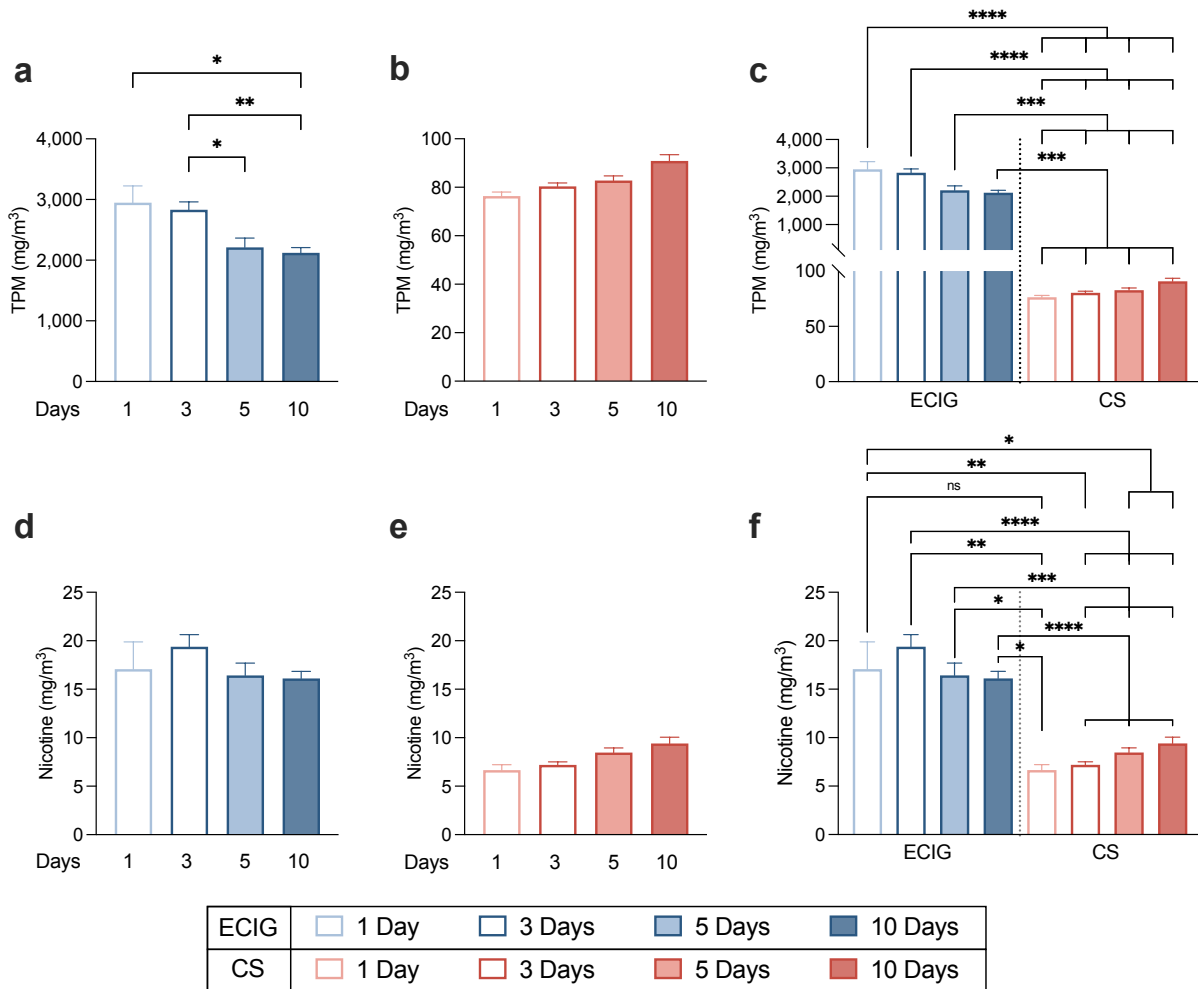 a
*
**
*
4,000
3,000
2,000
1,000
0
TPM (mg/m³)
Days 1 3 5 10
b
100
80
60
40
20
0
TPM (mg/m³)
Days 1 3 5 10
c
****
****
***
***
4,000
3,000
2,000
1,000
100
50
0
TPM (mg/m³)
ECIG CS
d
25
20
15
10
5
0
Nicotine (mg/m³)
Days 1 3 5 10
e
25
20
15
10
5
0
Nicotine (mg/m³)
Days 1 3 5 10
f
*
**
ns
****
**
***
*
****
*
25
20
15
10
5
0
Nicotine (mg/m³)
ECIG CS
ECIG 1 Day 3 Days 5 Days 10 Days
CS 1 Day 3 Days 5 Days 10 Days